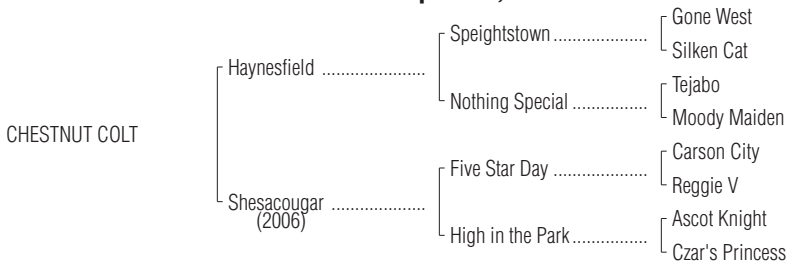 Gone West
Speightstown ....................
Silken Cat
Haynesfield ......................
Tejabo
Nothing Special ................
Moody Maiden
CHESTNUT COLT
Carson City
Five Star Day ....................
Reggie V
Shesacougar ....................
(2006)
Ascot Knight
High in the Park................
Czar's Princess